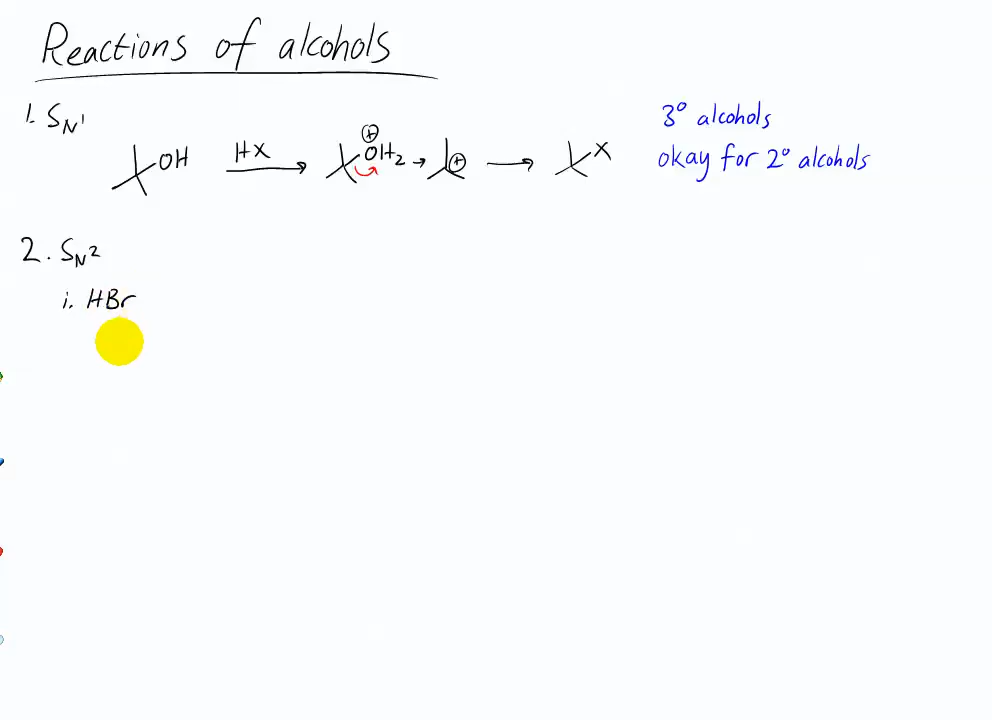 Reactions of alcohols
1. SN1
3° alcohols
OH HX ⊕ OH2 → ⊕ → X
okay for 2° alcohols
2. SN2
i. HBr